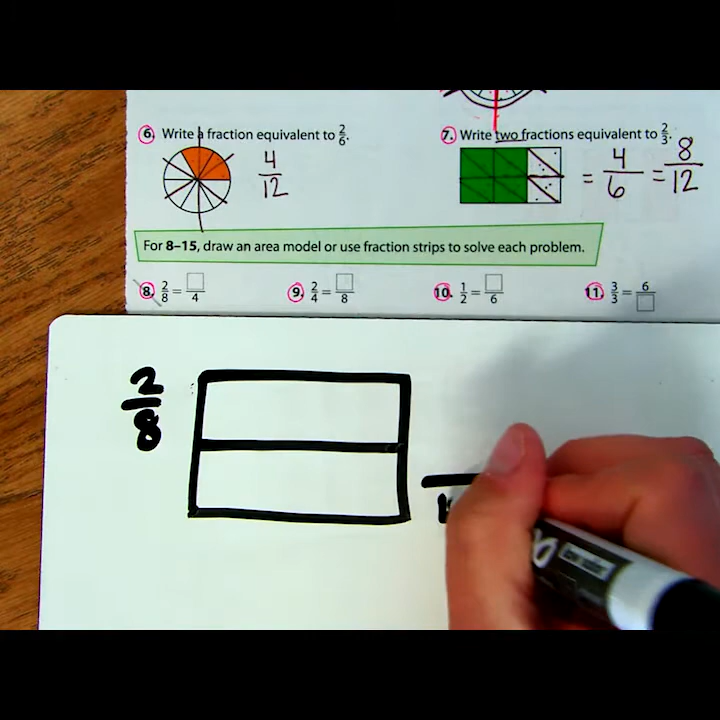 6. Write a fraction equivalent to 2/6.
4/12
7. Write two fractions equivalent to 2/3.
= 4/6 = 8/12
For 8–15, draw an area model or use fraction strips to solve each problem.
8. 2/8 = □/4
9. 2/4 = □/8
10. 1/2 = □/6
11. 3/3 = 6/□
2/8